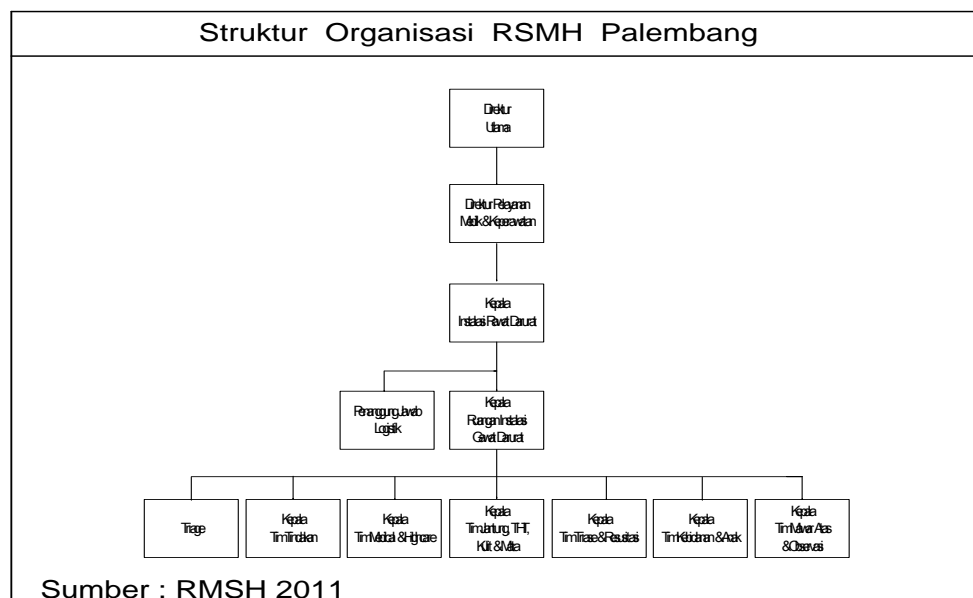 Struktur Organisasi RSMH Palembang
Direktur
Utama
Direktur Pelayanan
Medik & Keperawatan
Kepala
Instalasi Rawat Darurat
Penanggung Jawab
Logistik
Kepala
Ruangan Instalasi
Gawat Darurat
Triage
Kepala
Tim Tindakan
Kepala
Tim Medical & Highcare
Kepala
Tim Jantung, THT,
Kulit & Mata
Kepala
Tim Triase & Resusitasi
Kepala
Tim Kebidanan & Anak
Kepala
Tim Mawar Atas
& Observasi
Sumber : RMSH 2011